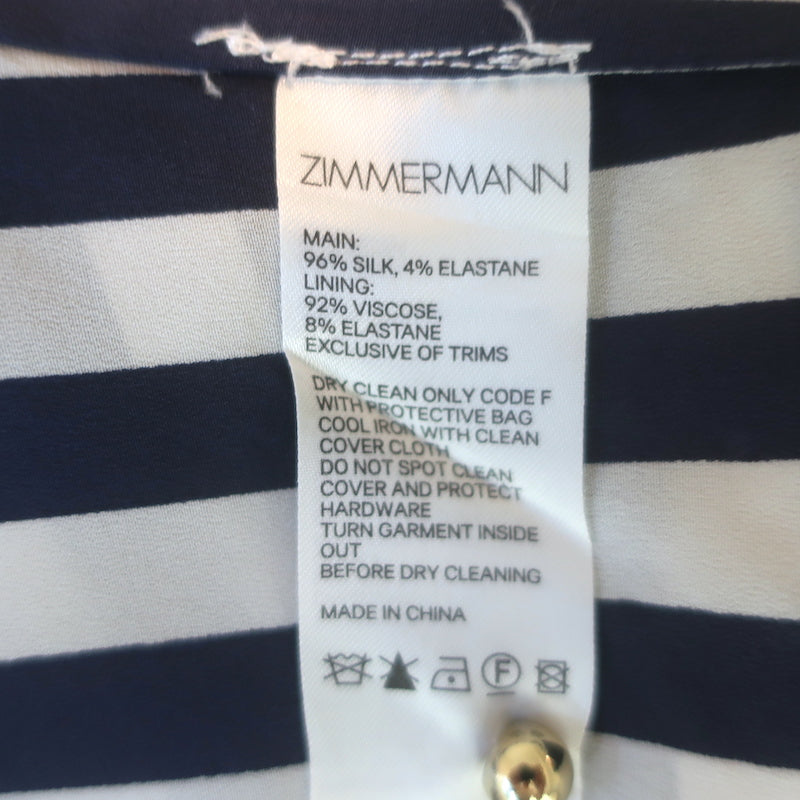 ZIMMERMANN
MAIN:
96% SILK, 4% ELASTANE
LINING:
92% VISCOSE,
8% ELASTANE
EXCLUSIVE OF TRIMS
DRY CLEAN ONLY CODE F
WITH PROTECTIVE BAG
COOL IRON WITH CLEAN
COVER CLOTH
DO NOT SPOT CLEAN
COVER AND PROTECT
HARDWARE
TURN GARMENT INSIDE
OUT
BEFORE DRY CLEANING
MADE IN CHINA
F